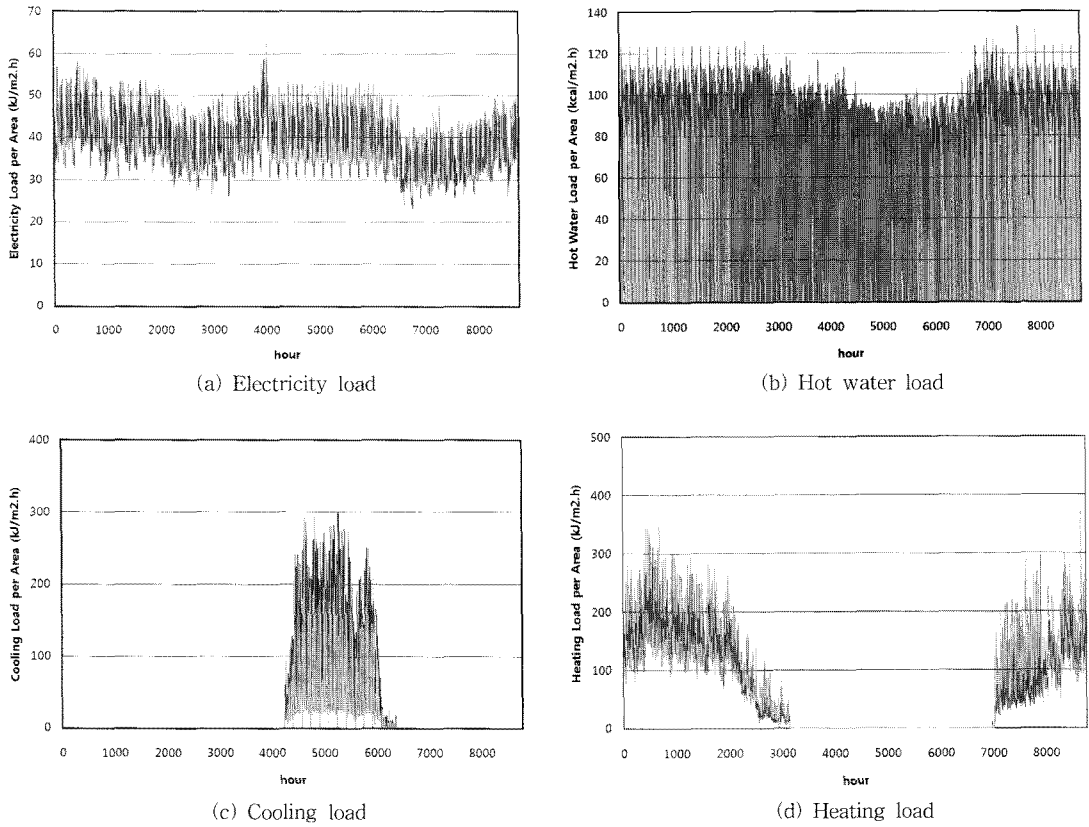 Electricity Load per Area (kJ/m2.h)
70
60
50
40
30
20
10
0
0 1000 2000 3000 4000 5000 6000 7000 8000
hour
(a) Electricity load
Hot Water Load per Area (kcal/m2.h)
140
120
100
80
60
40
20
0
0 1000 2000 3000 4000 5000 6000 7000 8000
hour
(b) Hot water load
Cooling Load per Area (kJ/m2.h)
400
300
200
100
0
0 1000 2000 3000 4000 5000 6000 7000 8000
hour
(c) Cooling load
Heating Load per Area (kJ/m2.h)
500
400
300
200
100
0
0 1000 2000 3000 4000 5000 6000 7000 8000
hour
(d) Heating load